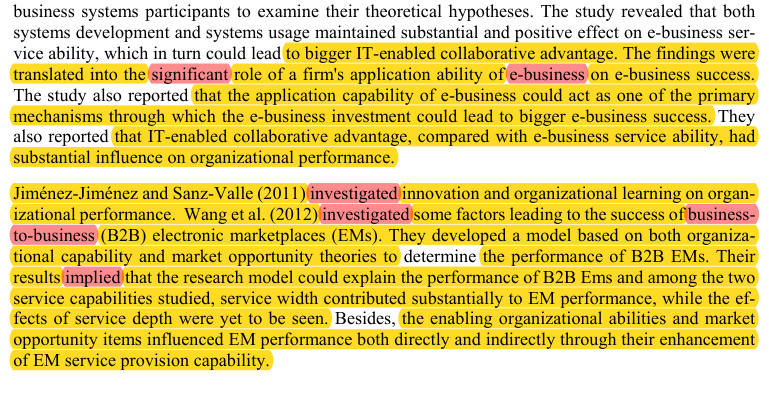 business systems participants to examine their theoretical hypotheses. The study revealed that both
systems development and systems usage maintained substantial and positive effect on e-business ser-
vice ability, which in turn could lead to bigger IT-enabled collaborative advantage. The findings were
translated into the significant role of a firm's application ability of e-business on e-business success.
The study also reported that the application capability of e-business could act as one of the primary
mechanisms through which the e-business investment could lead to bigger e-business success. They
also reported that IT-enabled collaborative advantage, compared with e-business service ability, had
substantial influence on organizational performance.
Jiménez-Jiménez and Sanz-Valle (2011) investigated innovation and organizational learning on organ-
izational performance. Wang et al. (2012) investigated some factors leading to the success of business-
to-business (B2B) electronic marketplaces (EMs). They developed a model based on both organiza-
tional capability and market opportunity theories to determine the performance of B2B EMs. Their
results implied that the research model could explain the performance of B2B Ems and among the two
service capabilities studied, service width contributed substantially to EM performance, while the ef-
fects of service depth were yet to be seen. Besides, the enabling organizational abilities and market
opportunity items influenced EM performance both directly and indirectly through their enhancement
of EM service provision capability.